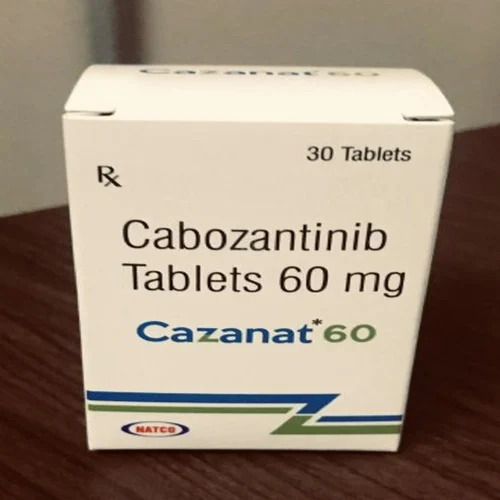 Cazanat*60
30 Tablets
Rx
Cabozantinib
Tablets 60 mg
Cazanat*60
NATCO